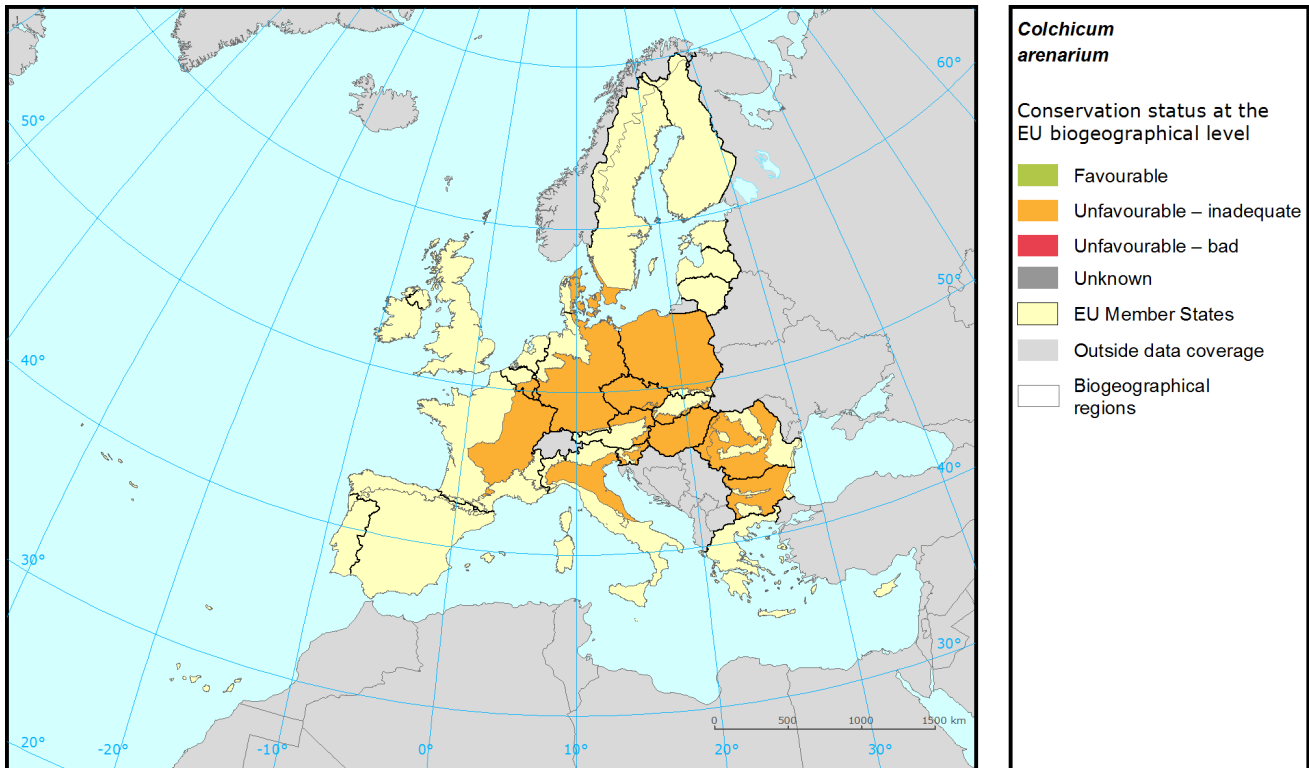 60°
50°
50°
40°
40°
30°
30°
20°
-20°
-10°
0°
10°
20°
30°
0 500 1000 1500 km
Colchicum
arenarium
Conservation status at the
EU biogeographical level
Favourable
Unfavourable – inadequate
Unfavourable – bad
Unknown
EU Member States
Outside data coverage
Biogeographical
regions